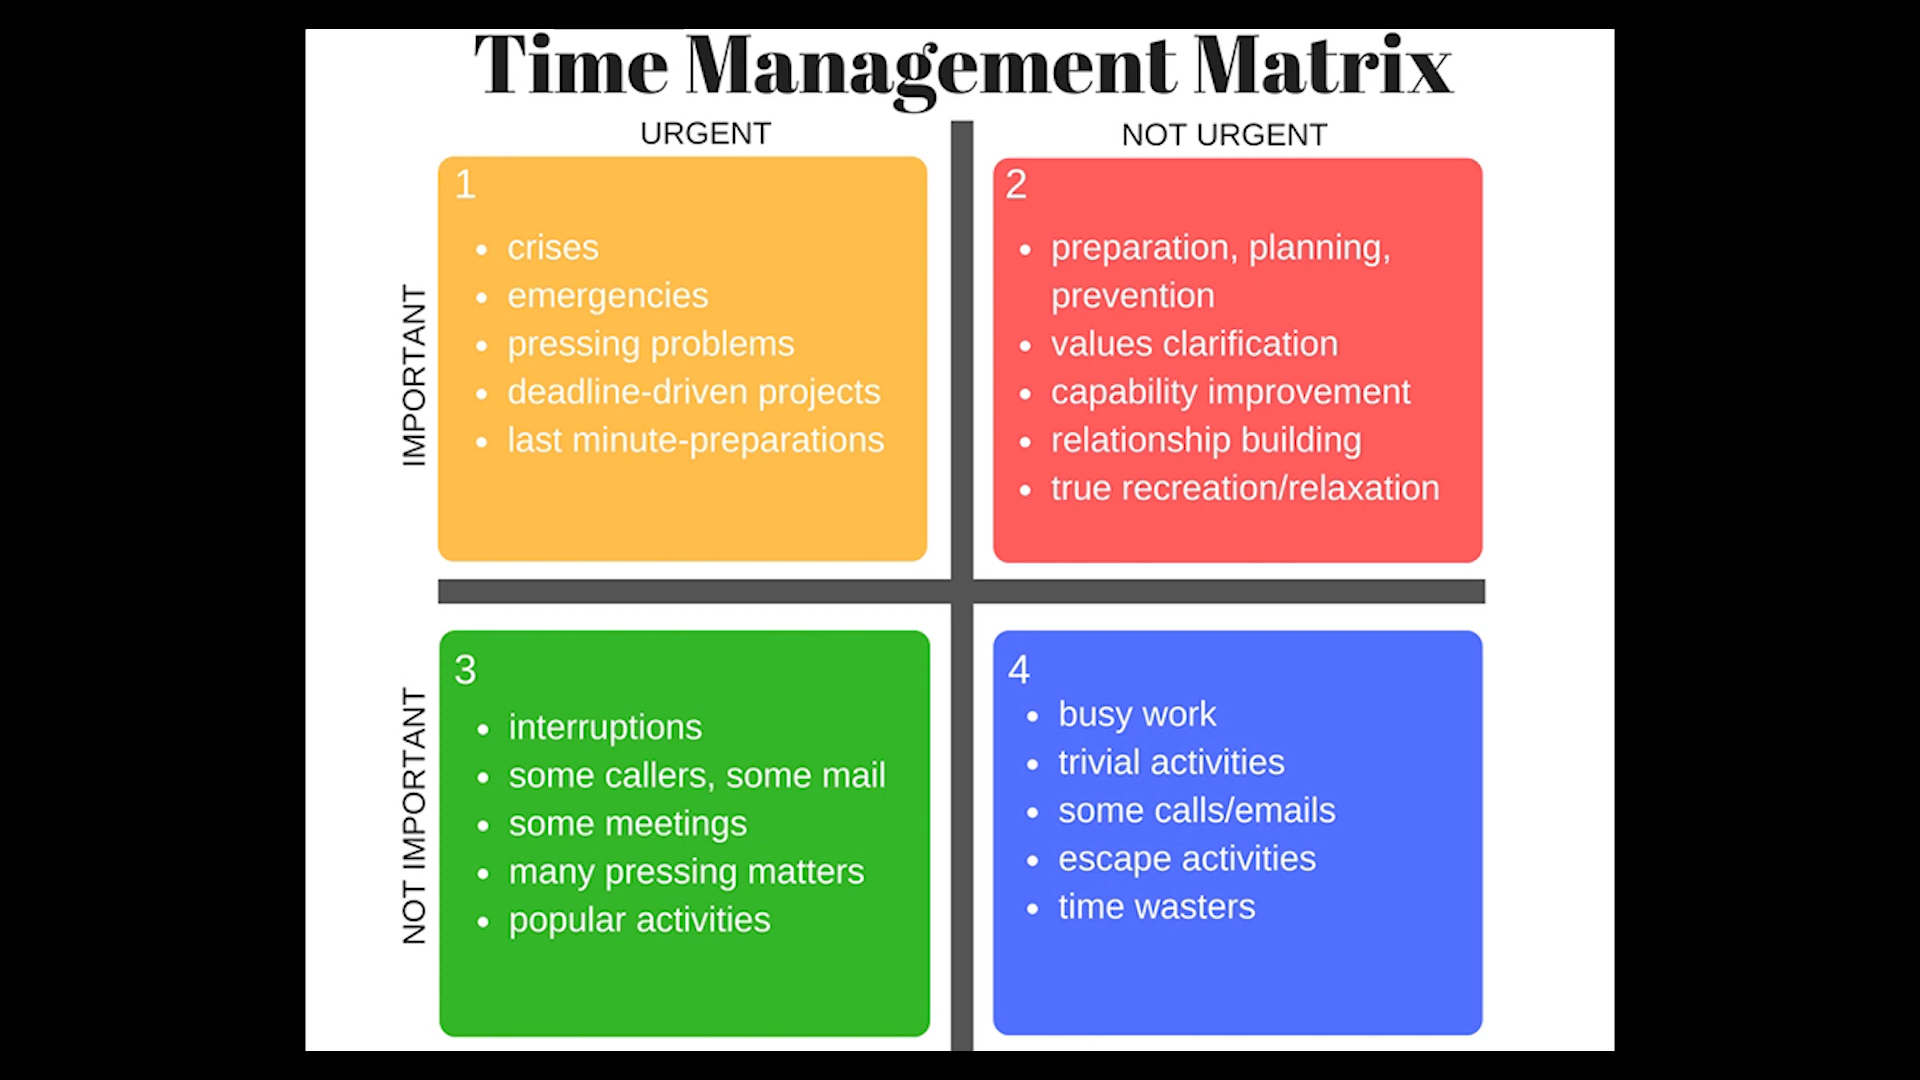 Time Management Matrix
URGENT
NOT URGENT
IMPORTANT
1
• crises
• emergencies
• pressing problems
• deadline-driven projects
• last minute-preparations
2
• preparation, planning,
prevention
• values clarification
• capability improvement
• relationship building
• true recreation/relaxation
NOT IMPORTANT
3
• interruptions
• some callers, some mail
• some meetings
• many pressing matters
• popular activities
4
• busy work
• trivial activities
• some calls/emails
• escape activities
• time wasters